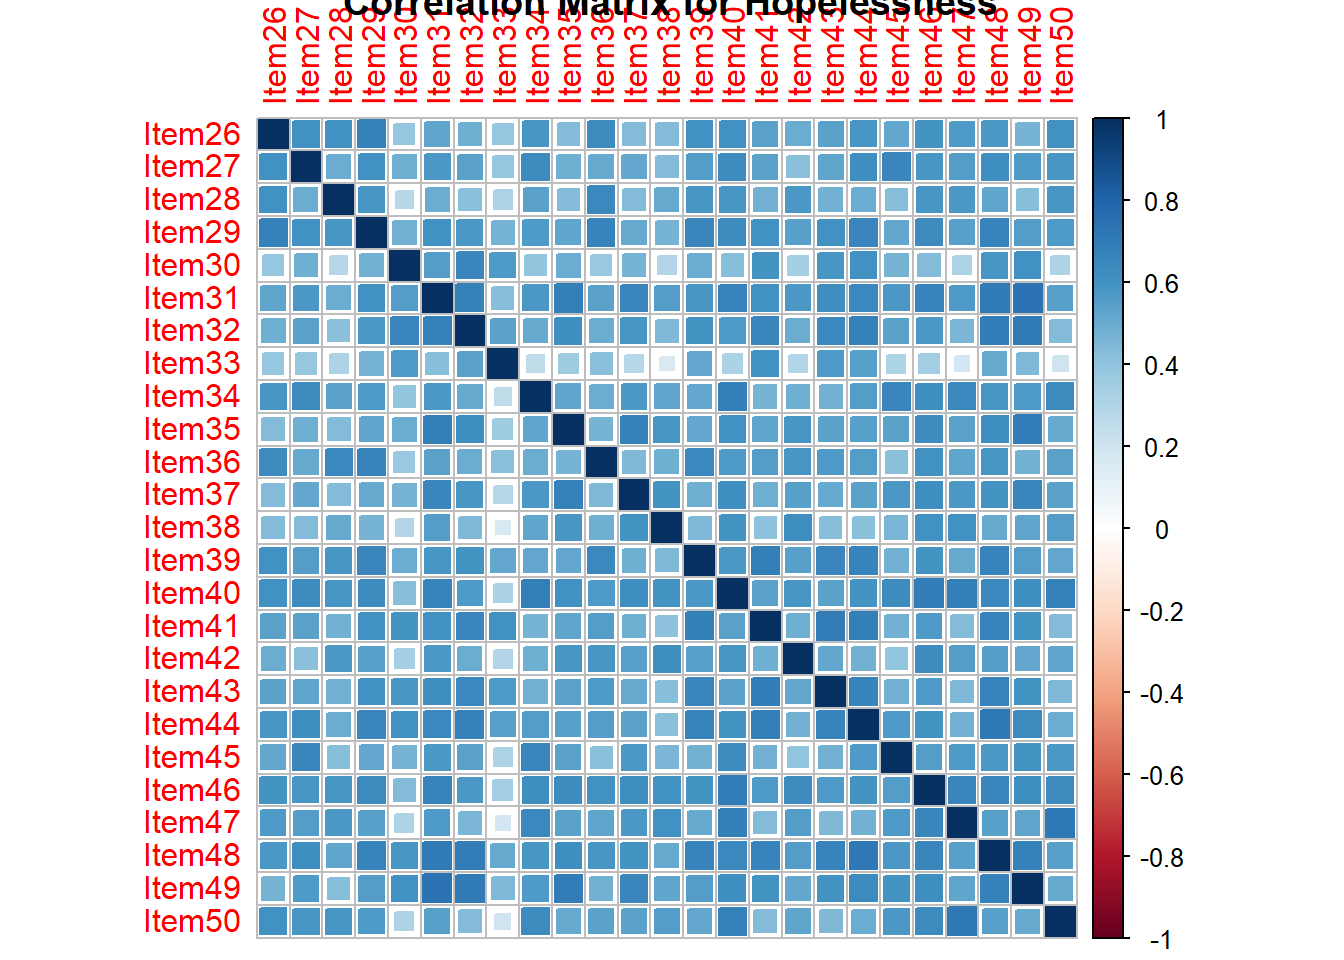 Correlation Matrix for Hopelessness
Item26 Item27 Item28 Item29 Item30 Item31 Item32 Item33 Item34 Item35 Item36 Item37 Item38 Item39 Item40 Item41 Item42 Item43 Item44 Item45 Item46 Item47 Item48 Item49 Item50
Item26
Item27
Item28
Item29
Item30
Item31
Item32
Item33
Item34
Item35
Item36
Item37
Item38
Item39
Item40
Item41
Item42
Item43
Item44
Item45
Item46
Item47
Item48
Item49
Item50
1
0.8
0.6
0.4
0.2
0
-0.2
-0.4
-0.6
-0.8
-1